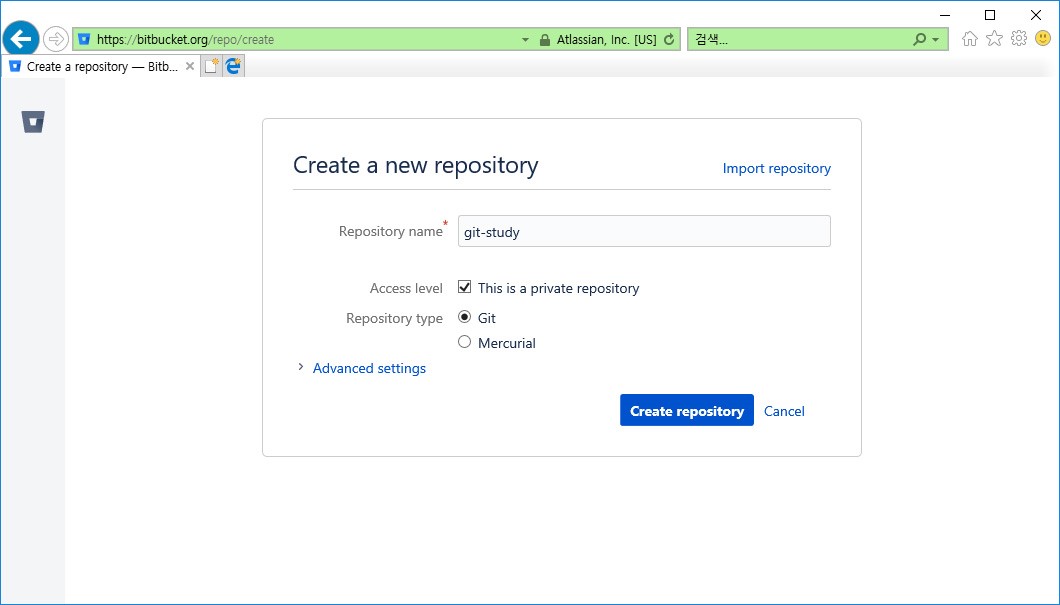 https://bitbucket.org/repo/create
Atlassian, Inc. [US]
검색...
Create a repository — Bitb...
Create a new repository
Import repository
Repository name*
git-study
Access level
This is a private repository
Repository type
Git
Mercurial
Advanced settings
Create repository
Cancel